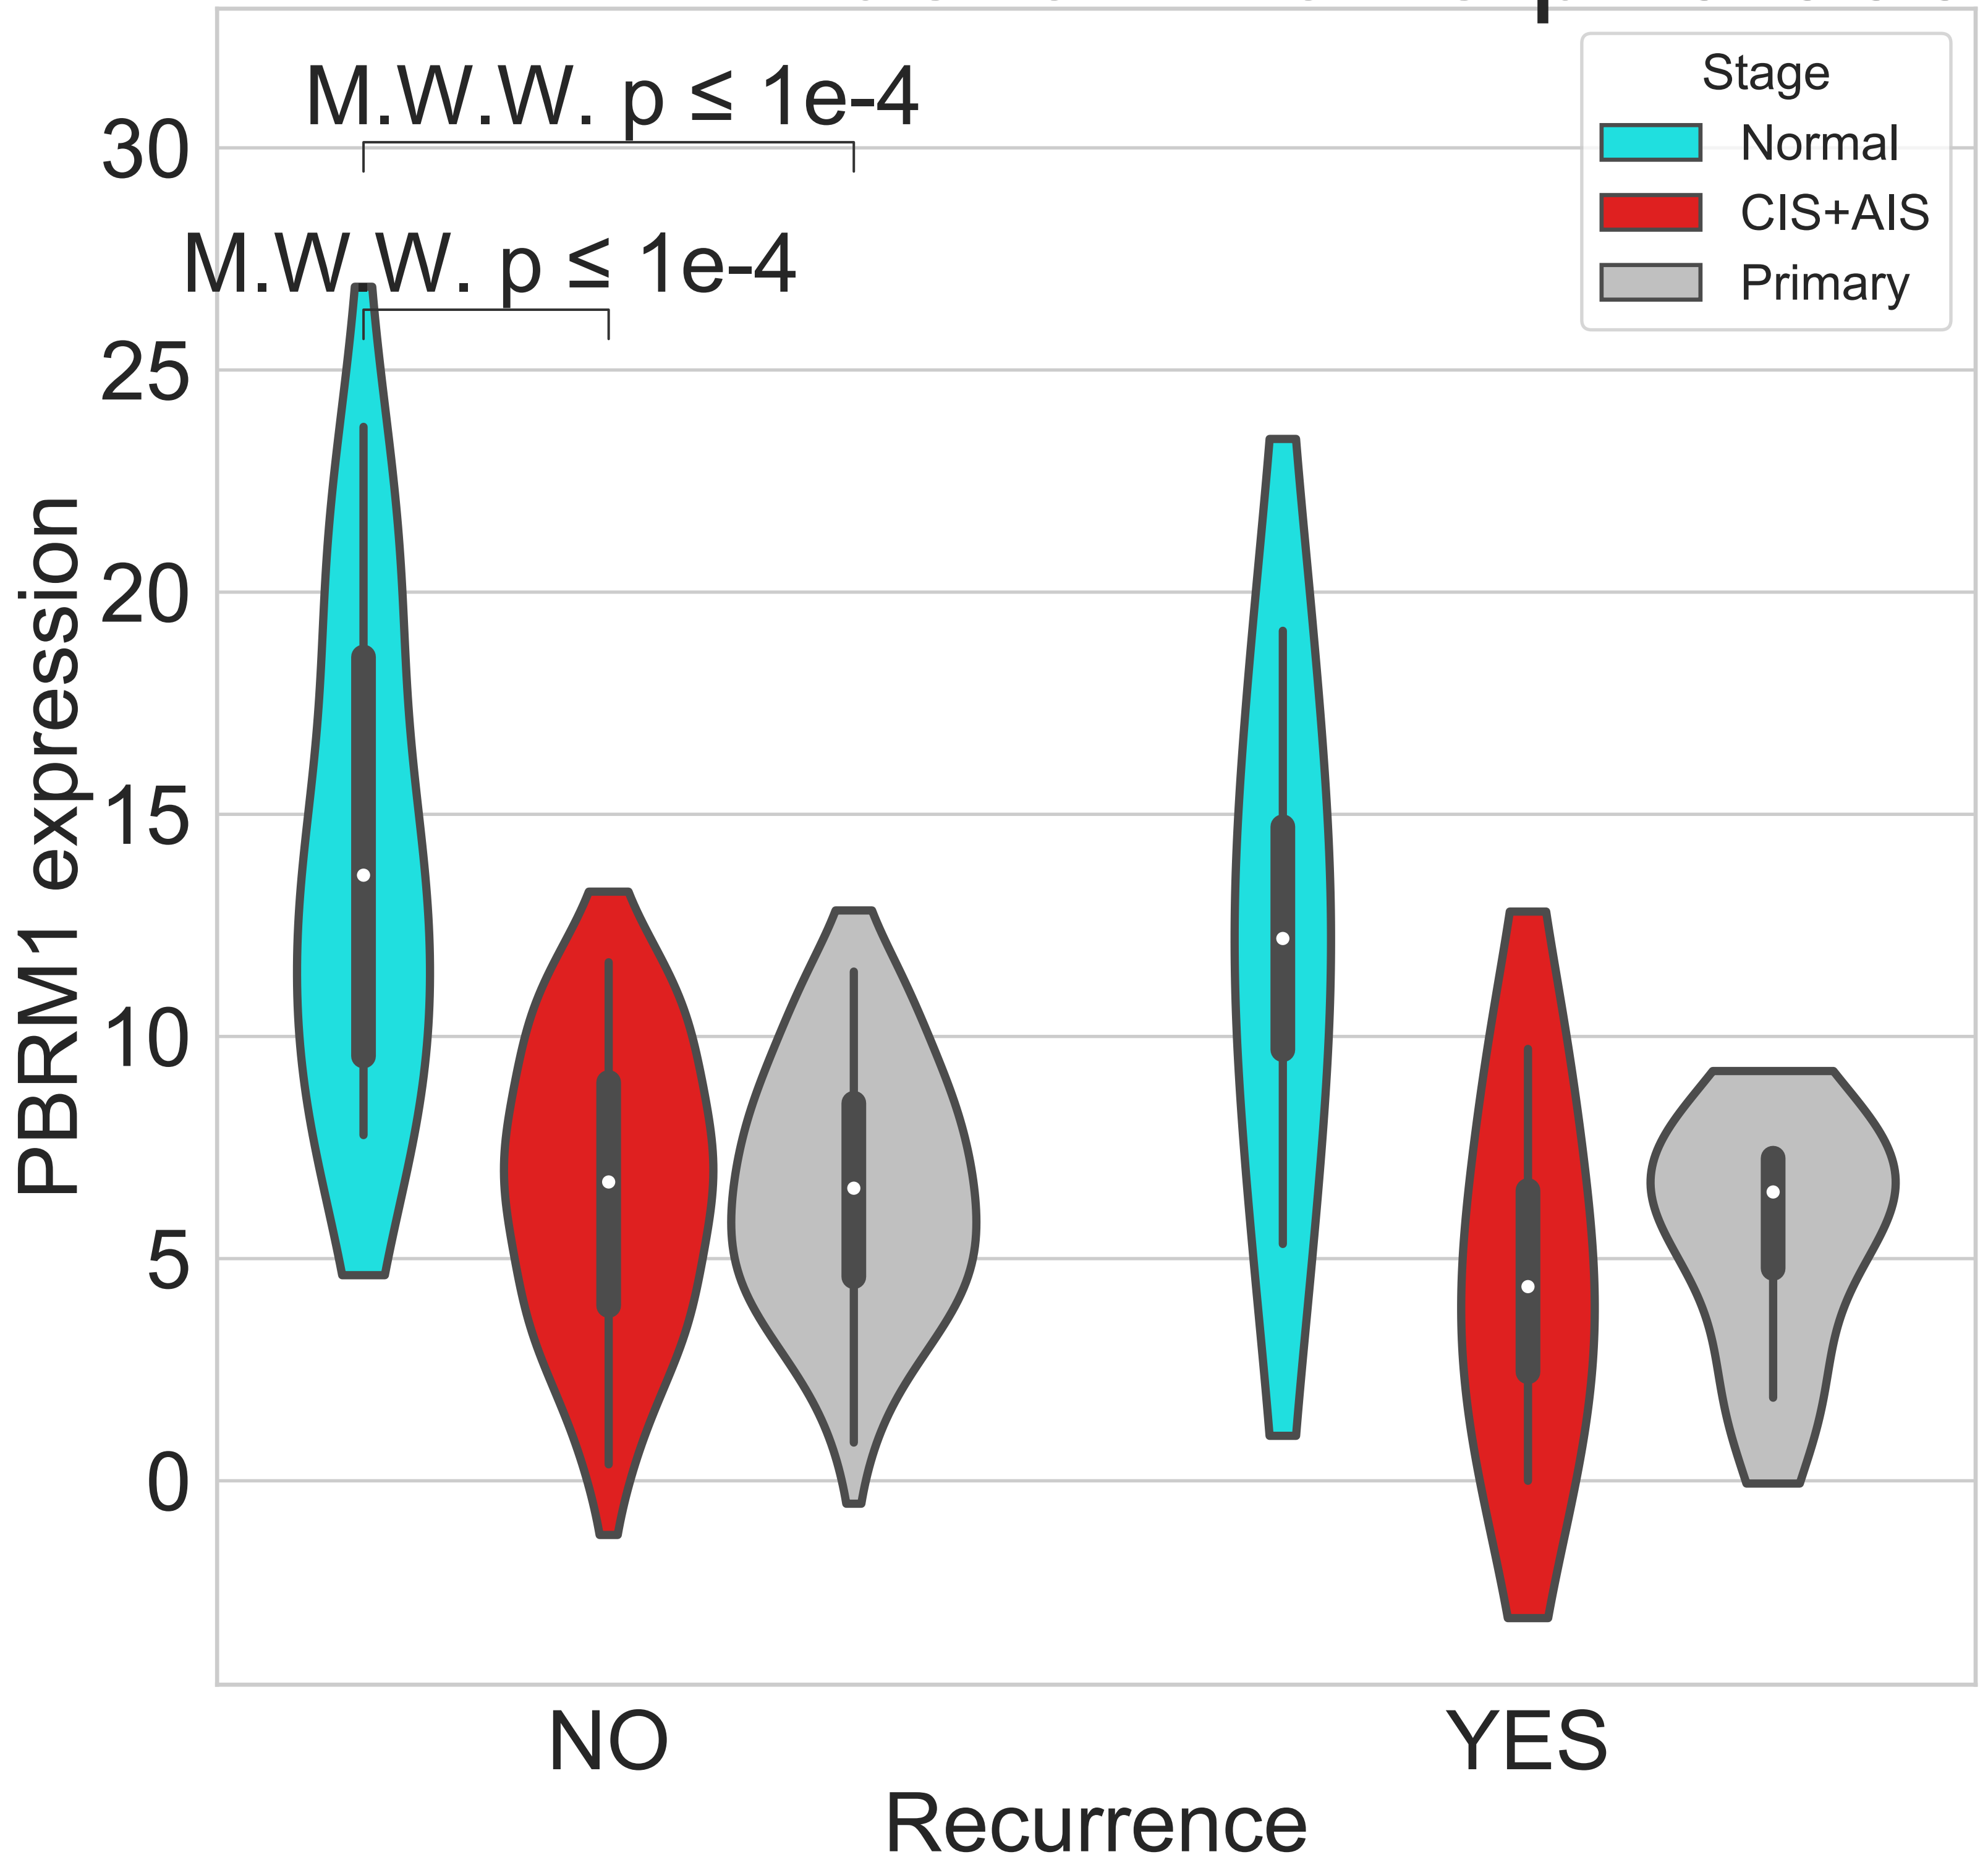 M.W.W. p ≤ 1e-4
M.W.W. p ≤ 1e-4
Stage
Normal
CIS+AIS
Primary
PBRM1 expression
30
25
20
15
10
5
0
NO
YES
Recurrence